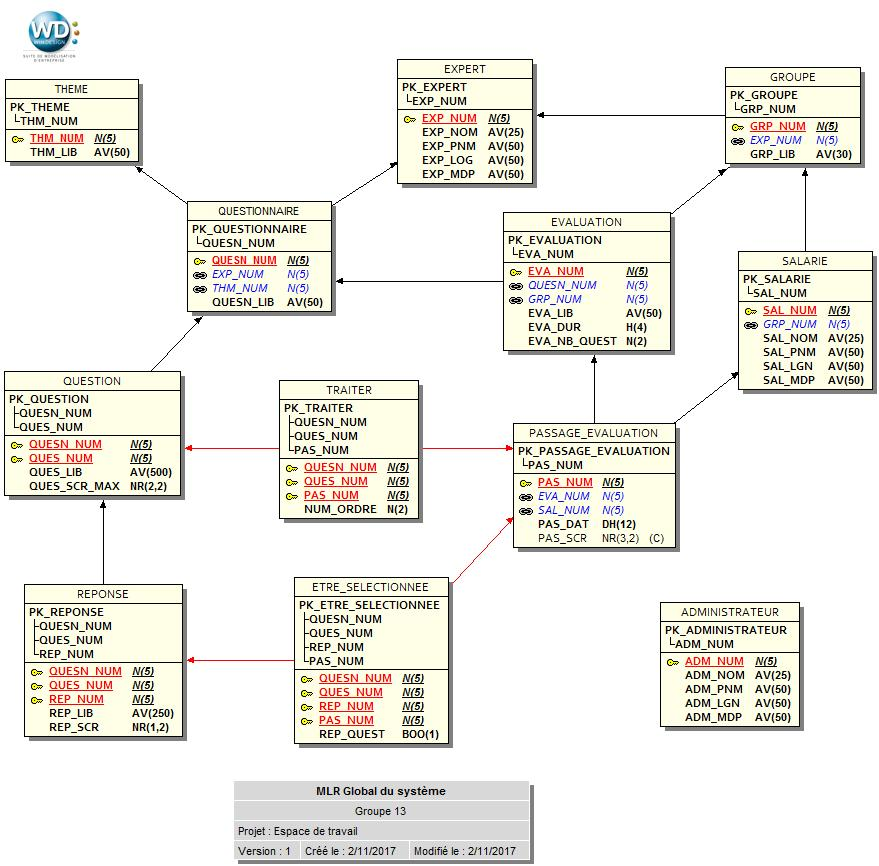 WD
WINDESIGN
SUITE DE MODELISATION
D'ENTREPRISE
THEME
PK_THEME
THM_NUM
THM_NUM N(5)
THM_LIB AV(50)
EXPERT
PK_EXPERT
EXP_NUM
EXP_NUM N(5)
EXP_NOM AV(25)
EXP_PNM AV(50)
EXP_LOG AV(50)
EXP_MDP AV(50)
GROUPE
PK_GROUPE
GRP_NUM
GRP_NUM N(5)
EXP_NUM N(5)
GRP_LIB AV(30)
QUESTIONNAIRE
PK_QUESTIONNAIRE
QUESN_NUM
QUESN_NUM N(5)
EXP_NUM N(5)
THM_NUM N(5)
QUESN_LIB AV(50)
EVALUATION
PK_EVALUATION
EVA_NUM
EVA_NUM N(5)
QUESN_NUM N(5)
GRP_NUM N(5)
EVA_LIB AV(50)
EVA_DUR H(4)
EVA_NB_QUEST N(2)
SALARIE
PK_SALARIE
SAL_NUM
SAL_NUM N(5)
GRP_NUM N(5)
SAL_NOM AV(25)
SAL_PNM AV(50)
SAL_LGN AV(50)
SAL_MDP AV(50)
QUESTION
PK_QUESTION
QUESN_NUM
QUES_NUM
QUESN_NUM N(5)
QUES_NUM N(5)
QUES_LIB AV(500)
QUES_SCR_MAX NR(2,2)
TRAITER
PK_TRAITER
QUESN_NUM
QUES_NUM
PAS_NUM
QUESN_NUM N(5)
QUES_NUM N(5)
PAS_NUM N(5)
NUM_ORDRE N(2)
PASSAGE_EVALUATION
PK_PASSAGE_EVALUATION
PAS_NUM
PAS_NUM N(5)
EVA_NUM N(5)
SAL_NUM N(5)
PAS_DAT DH(12)
PAS_SCR NR(3,2) (C)
REPONSE
PK_REPONSE
QUESN_NUM
QUES_NUM
REP_NUM
QUESN_NUM N(5)
QUES_NUM N(5)
REP_NUM N(5)
REP_LIB AV(250)
REP_SCR NR(1,2)
ETRE_SELECTIONNEE
PK_ETRE_SELECTIONNEE
QUESN_NUM
QUES_NUM
REP_NUM
PAS_NUM
QUESN_NUM N(5)
QUES_NUM N(5)
REP_NUM N(5)
PAS_NUM N(5)
REP_QUEST BOO(1)
ADMINISTRATEUR
PK_ADMINISTRATEUR
ADM_NUM
ADM_NUM N(5)
ADM_NOM AV(25)
ADM_PNM AV(50)
ADM_LGN AV(50)
ADM_MDP AV(50)
MLR Global du système
Groupe 13
Projet : Espace de travail
Version : 1 Créé le : 2/11/2017 Modifié le : 2/11/2017